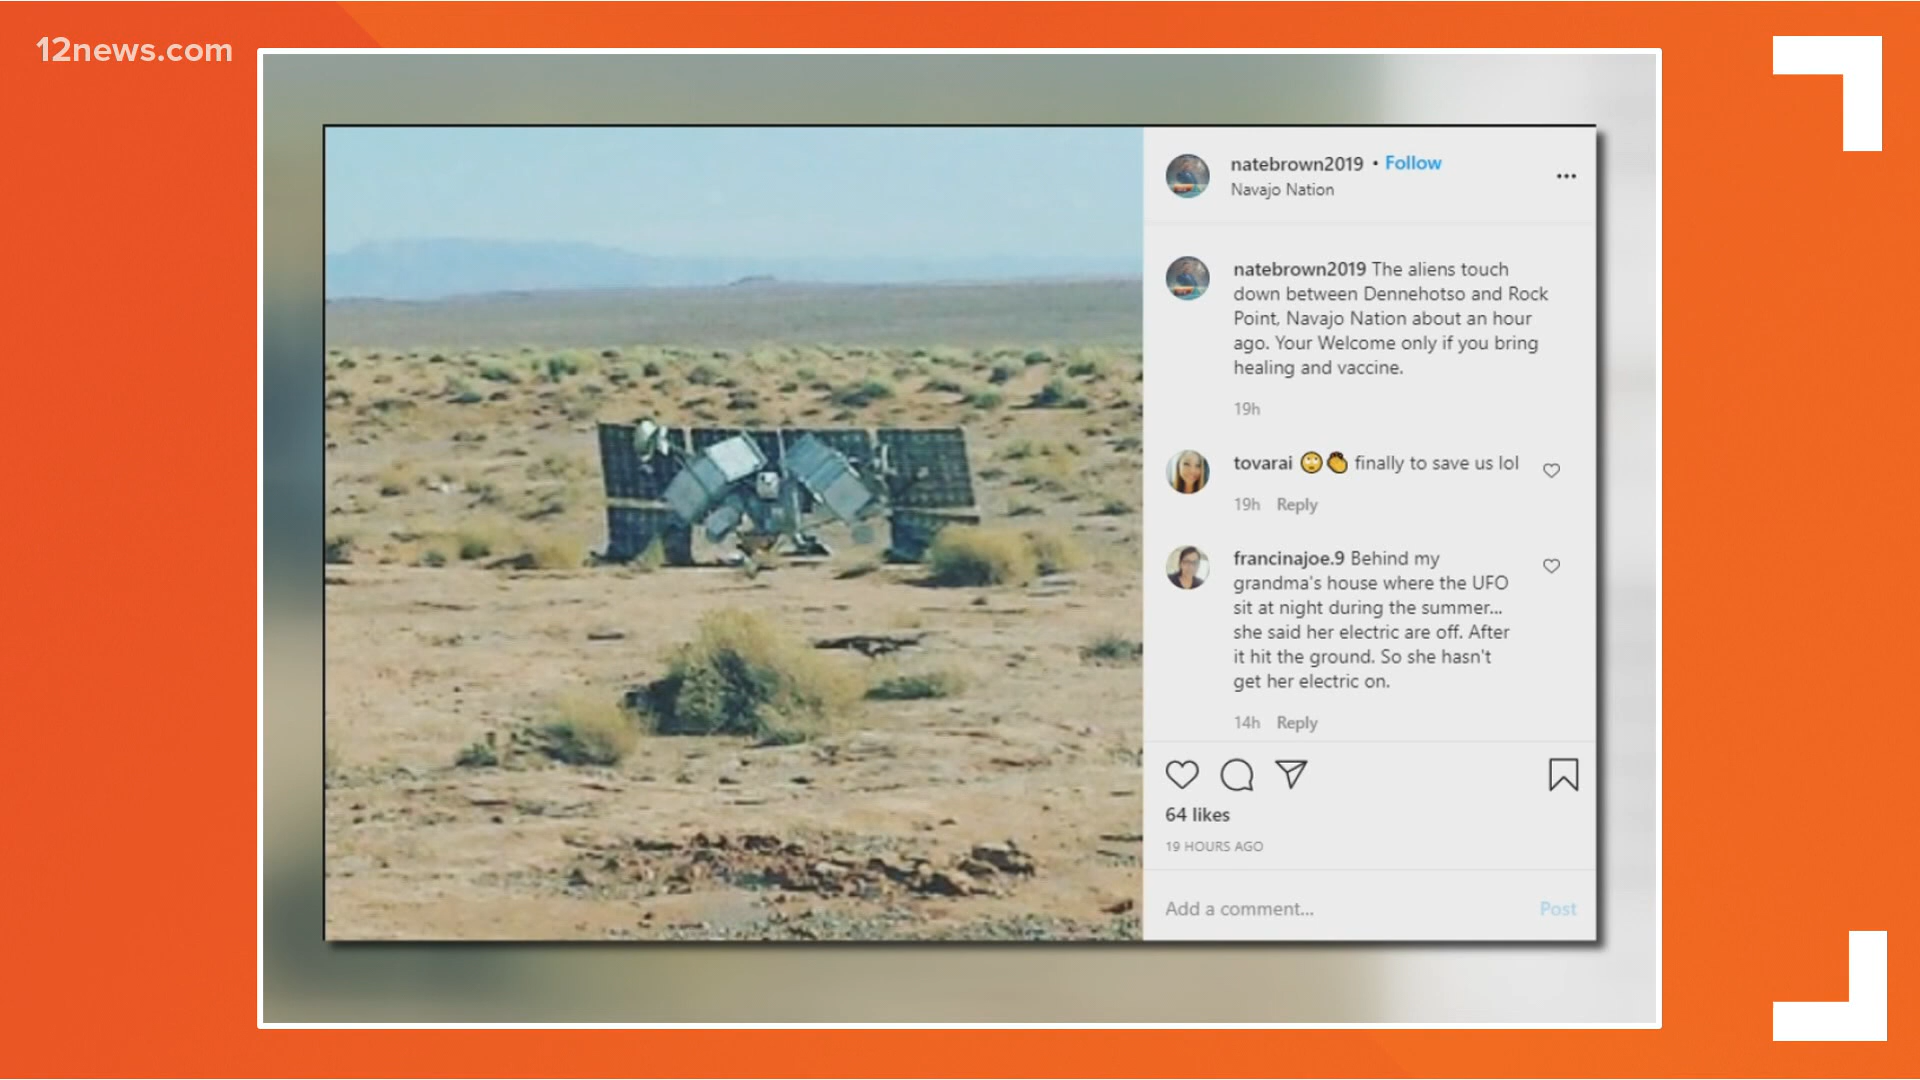 12news.com
natebrown2019 • Follow
Navajo Nation
natebrown2019 The aliens touch
down between Dennehotso and Rock
Point, Navajo Nation about an hour
ago. Your Welcome only if you bring
healing and vaccine.
19h
tovarai 🙄👏 finally to save us lol
19h Reply
francinajoe.9 Behind my
grandma's house where the UFO
sit at night during the summer...
she said her electric are off. After
it hit the ground. So she hasn't
get her electric on.
14h Reply
64 likes
19 HOURS AGO
Add a comment... Post